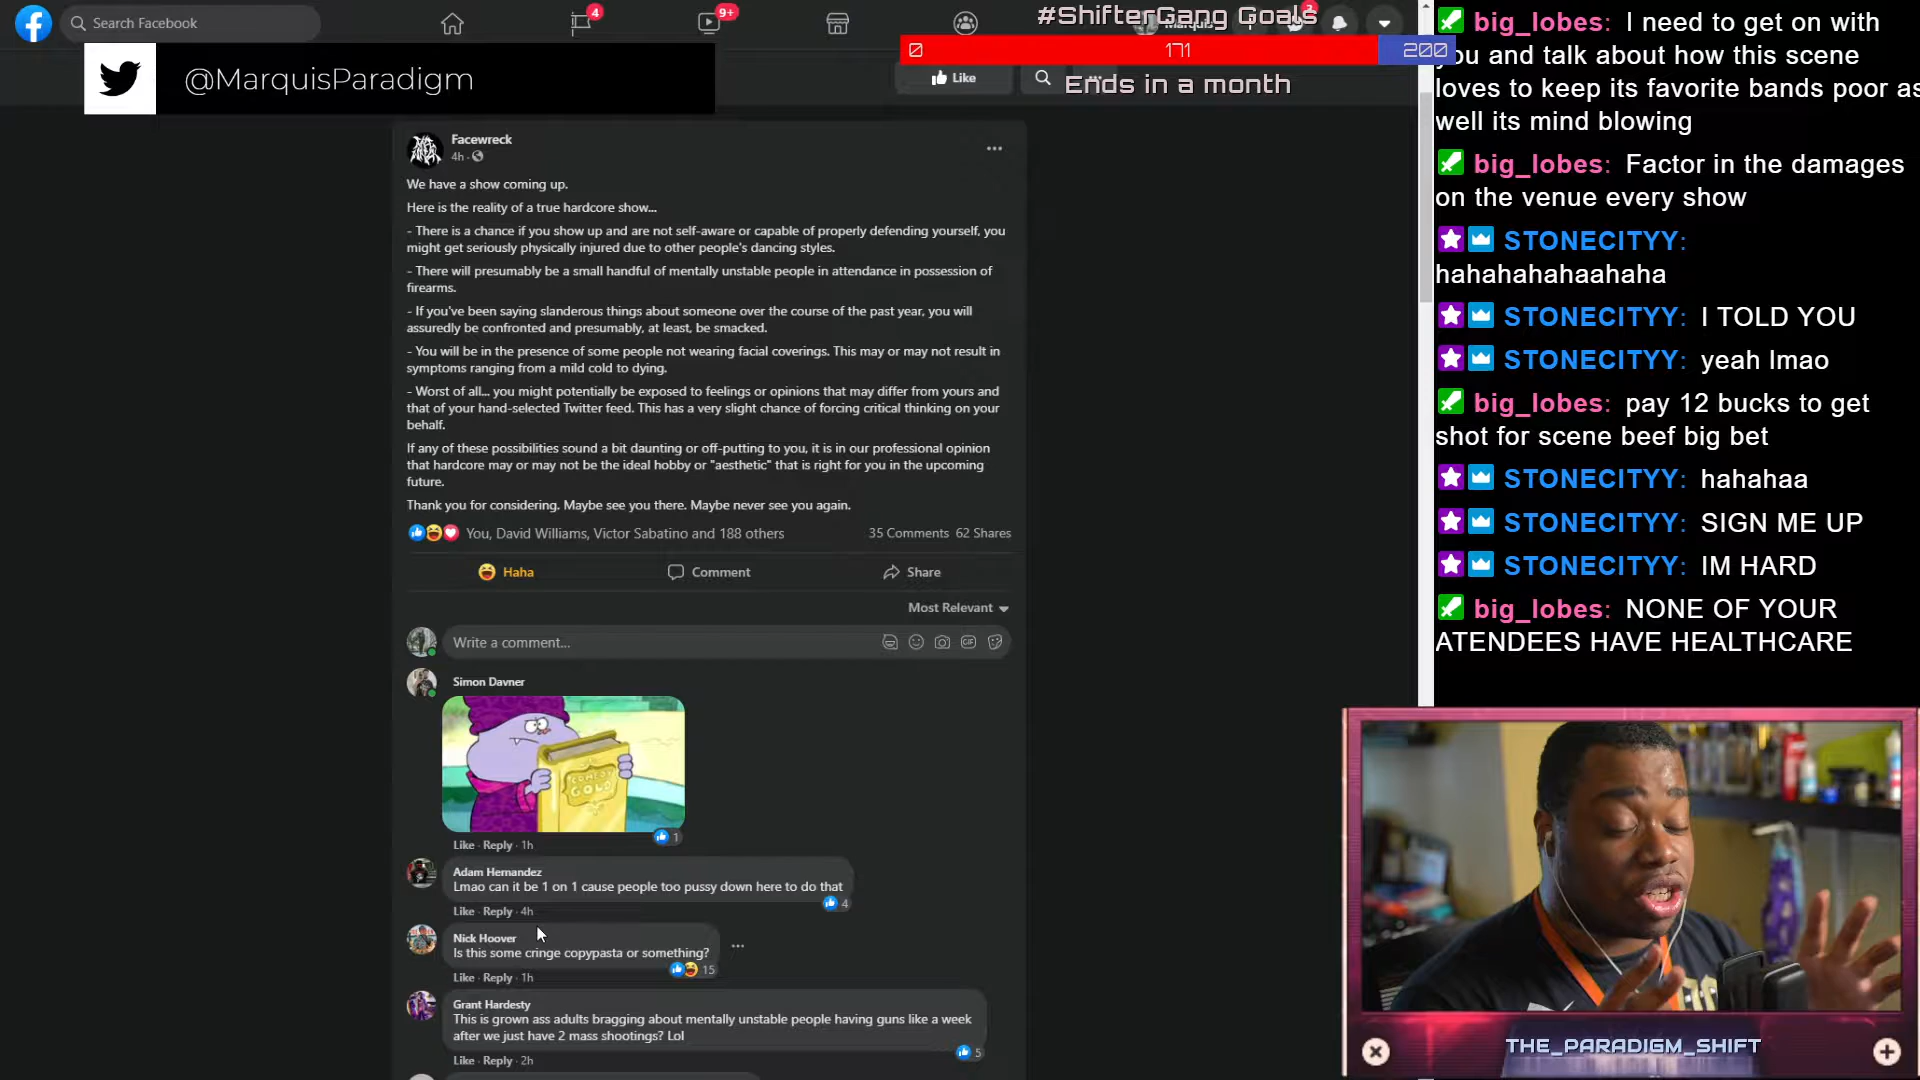 Search Facebook
4
9+
#ShifterGang Goals
0
171
200
Ends in a month
@MarquisParadigm
Like
Facewreck
4h ·
We have a show coming up.
Here is the reality of a true hardcore show...
- There is a chance if you show up and are not self-aware or capable of properly defending yourself, you
might get seriously physically injured due to other people's dancing styles.
- There will presumably be a small handful of mentally unstable people in attendance in possession of
firearms.
- If you've been saying slanderous things about someone over the course of the past year, you will
assuredly be confronted and presumably, at least, be smacked.
- You will be in the presence of some people not wearing facial coverings. This may or may not result in
symptoms ranging from a mild cold to dying.
- Worst of all... you might potentially be exposed to feelings or opinions that may differ from yours and
that of your hand-selected Twitter feed. This has a very slight chance of forcing critical thinking on your
behalf.
If any of these possibilities sound a bit daunting or off-putting to you, it is in our professional opinion
that hardcore may or may not be the ideal hobby or "aesthetic" that is right for you in the upcoming
future.
Thank you for considering. Maybe see you there. Maybe never see you again.
You, David Williams, Victor Sabatino and 188 others
35 Comments 62 Shares
Haha
Comment
Share
Most Relevant
Write a comment...
GIF
Simon Davner
COMEDY
GOLD
1
Like · Reply · 1h
Adam Hernandez
Lmao can it be 1 on 1 cause people too pussy down here to do that
4
Like · Reply · 4h
Nick Hoover
Is this some cringe copypasta or something?
15
Like · Reply · 1h
Grant Hardesty
This is grown ass adults bragging about mentally unstable people having guns like a week
after we just have 2 mass shootings? Lol
5
Like · Reply · 2h
big_lobes: I need to get on with
you and talk about how this scene
loves to keep its favorite bands poor as
well its mind blowing
big_lobes: Factor in the damages
on the venue every show
STONECITYY:
hahahahahaahaha
STONECITYY: I TOLD YOU
STONECITYY: yeah lmao
big_lobes: pay 12 bucks to get
shot for scene beef big bet
STONECITYY: hahahaa
STONECITYY: SIGN ME UP
STONECITYY: IM HARD
big_lobes: NONE OF YOUR
ATENDEES HAVE HEALTHCARE
THE_PARADIGM_SHIFT